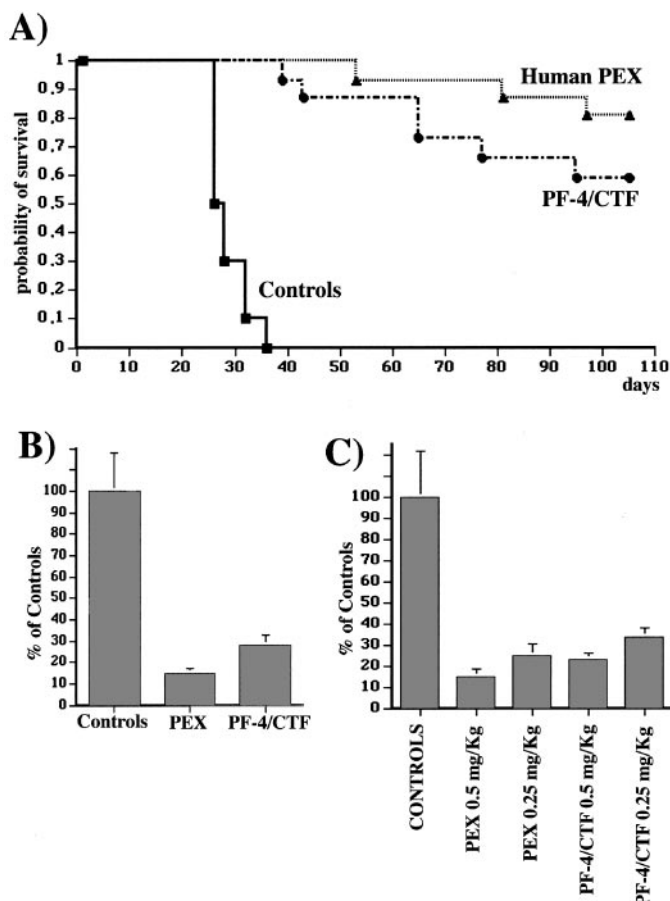 A)
1
0.9
0.8
0.7
0.6
0.5
0.4
0.3
0.2
0.1
0
probability of survival
Human PEX
PF-4/CTF
Controls
0 10 20 30 40 50 60 70 80 90 100 110
days
B)
100
90
80
70
60
50
40
30
20
10
0
% of Controls
Controls PEX PF-4/CTF
C)
100
90
80
70
60
50
40
30
20
10
0
% of Controls
CONTROLS
PEX 0.5 mg/Kg
PEX 0.25 mg/Kg
PF-4/CTF 0.5 mg/Kg
PF-4/CTF 0.25 mg/Kg